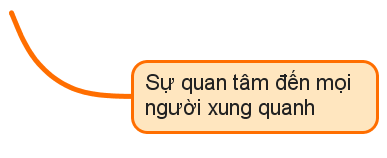 Sự quan tâm đến mọi
người xung quanh